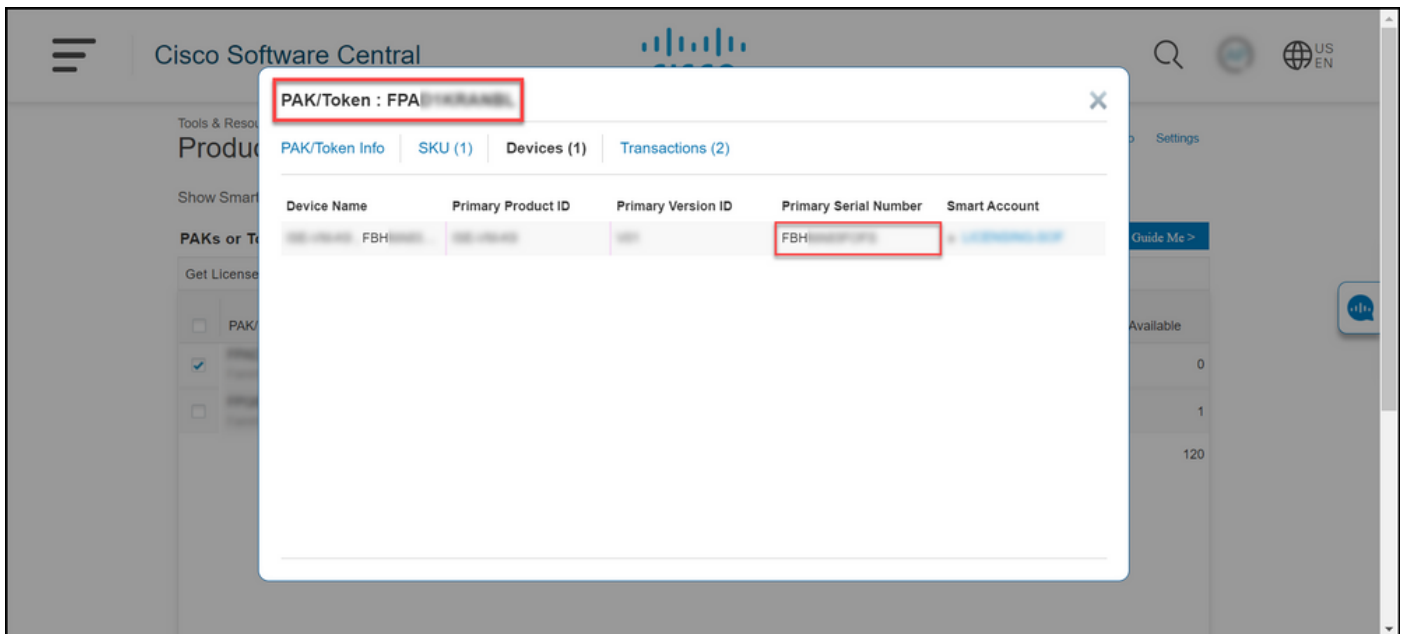 Cisco Software Central
US
EN
PAK/Token : FPA
Tools & Resou
Produc
Settings
PAK/Token Info SKU (1) Devices (1) Transactions (2)
Show Smart
Device Name Primary Product ID Primary Version ID Primary Serial Number Smart Account
FBH FBH
PAKs or To
Guide Me >
Get License
PAK/
Available
0
1
120